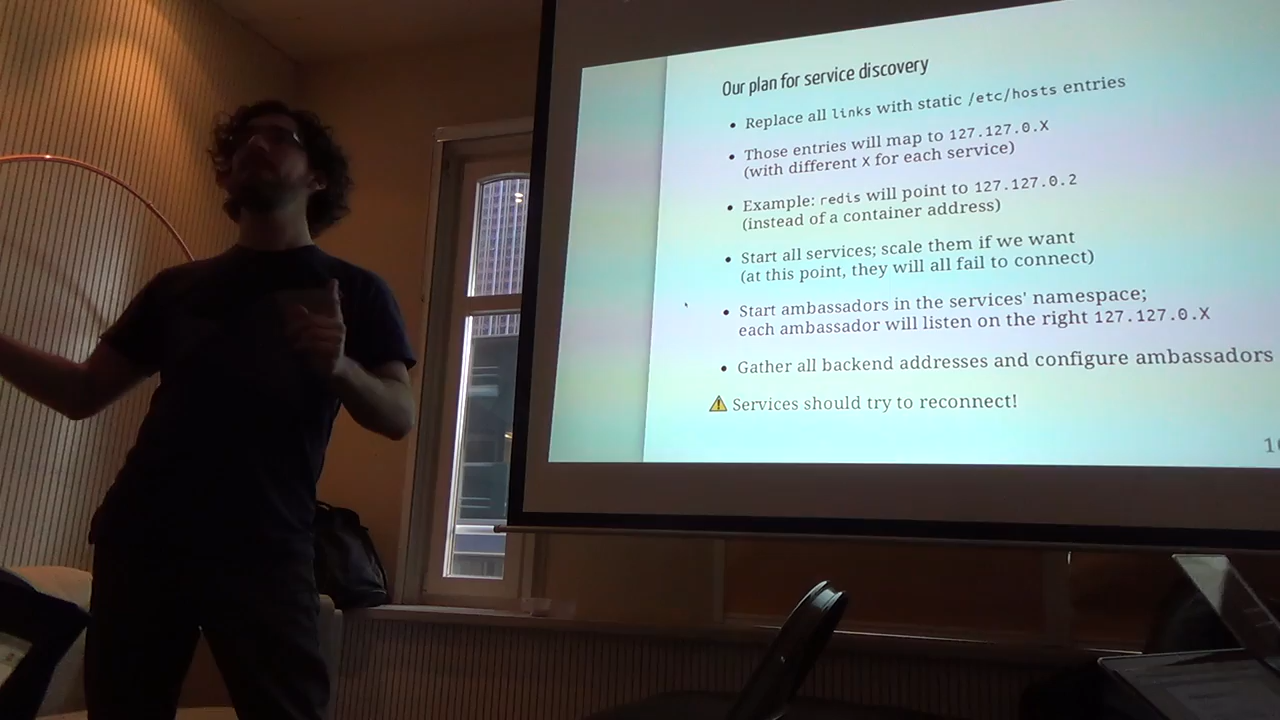 Our plan for service discovery
• Replace all links with static /etc/hosts entries
• Those entries will map to 127.127.0.X
(with different X for each service)
• Example: redis will point to 127.127.0.2
(instead of a container address)
• Start all services; scale them if we want
(at this point, they will all fail to connect)
• Start ambassadors in the services' namespace;
each ambassador will listen on the right 127.127.0.X
• Gather all backend addresses and configure ambassadors
⚠ Services should try to reconnect!